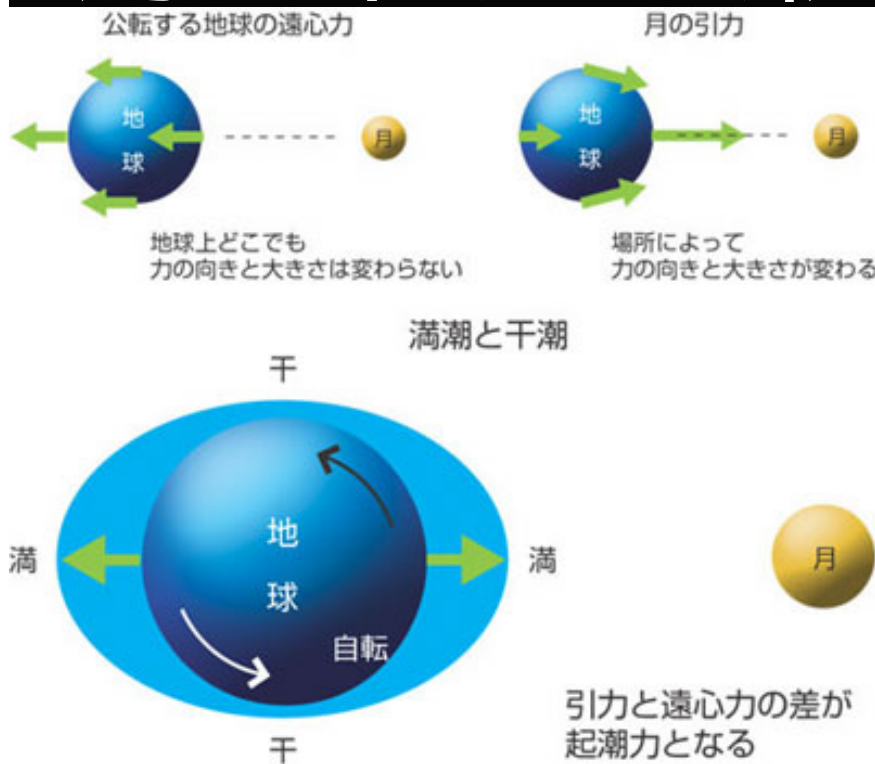 公転する地球の遠心力
月の引力
地
球
月
地
球
月
地球上どこでも
力の向きと大きさは変わらない
場所によって
力の向きと大きさが変わる
満潮と干潮
干
満
地
球
自転
満
月
干
引力と遠心力の差が
起潮力となる